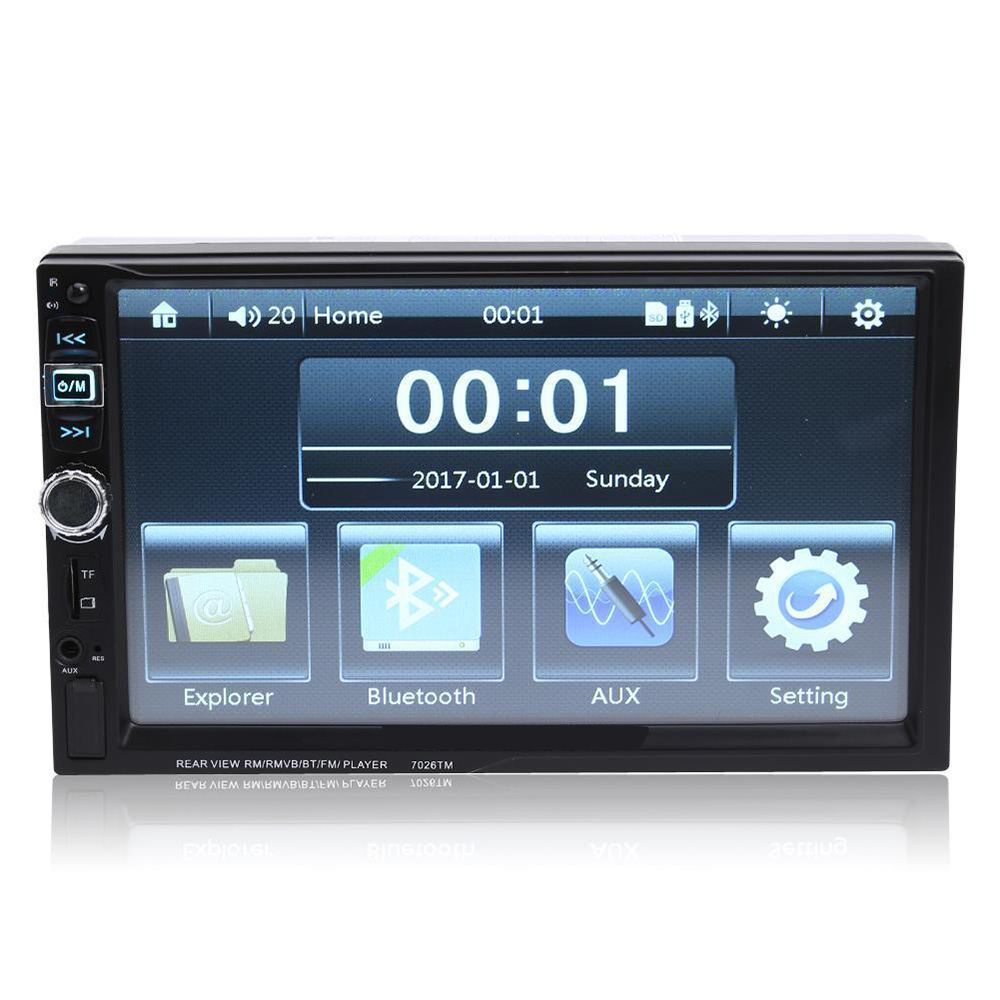 IR
20 Home 00:01 SD
|<<
00:01
⏻/M
>>|
2017-01-01 Sunday
@
TF
RES
AUX
Explorer Bluetooth AUX Setting
REAR VIEW RM/RMVB/BT/FM/ PLAYER 7026TM